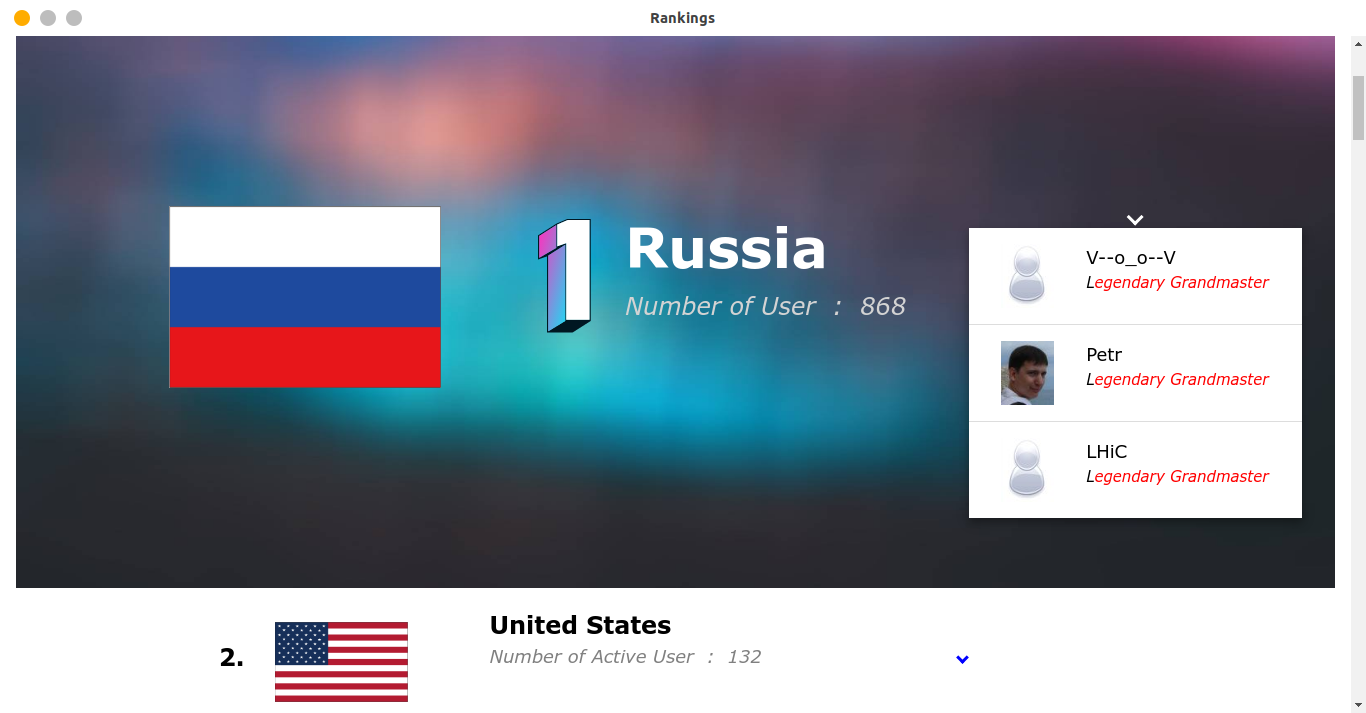 Rankings
1
Russia
Number of User : 868
V--o_o--V
Legendary Grandmaster
Petr
Legendary Grandmaster
LHiC
Legendary Grandmaster
2.
United States
Number of Active User : 132